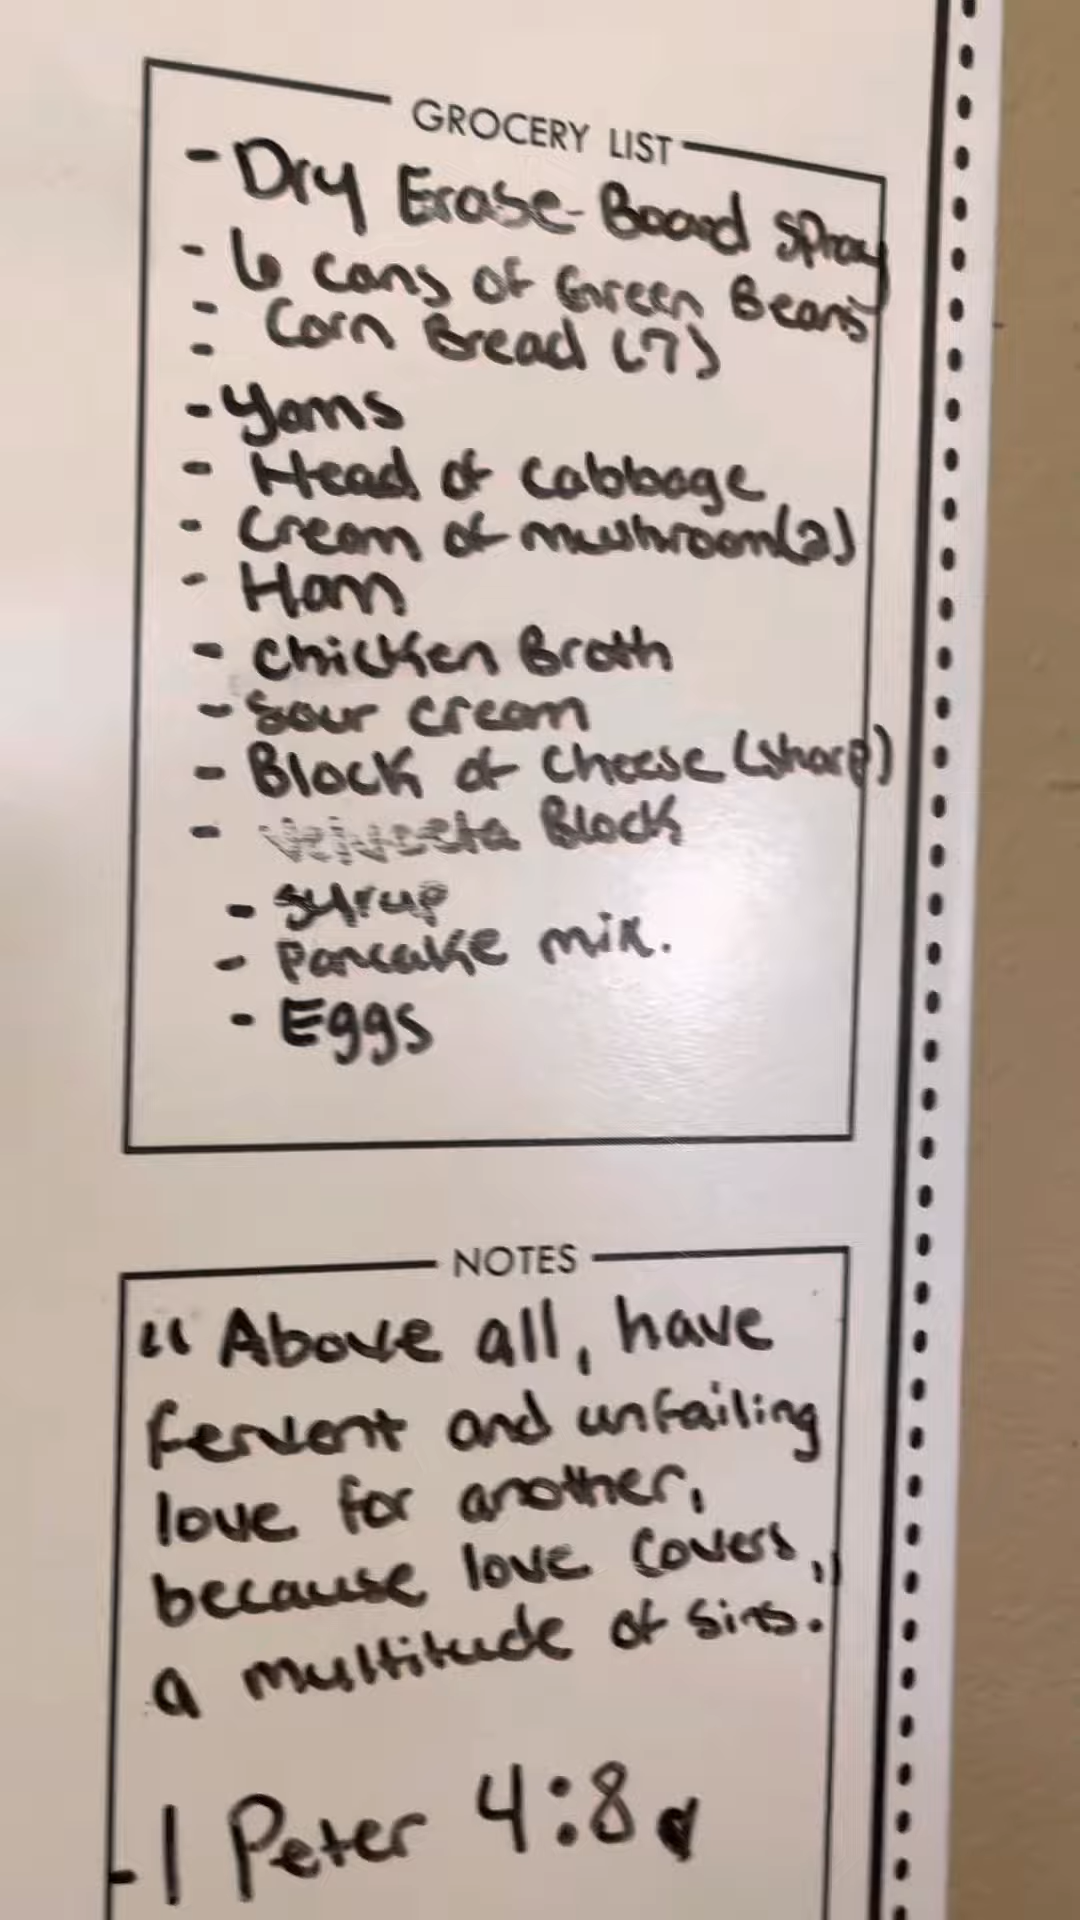 GROCERY LIST
- Dry Erase-Board Spray
- 6 cans of Green Beans
- Corn Bread (7)
-
- Yams
- Head of cabbage
- Cream of mushroom (2)
- Ham
- Chicken Broth
- Sour cream
- Block of Cheese (sharp)
- Velveeta Block
- Syrup
- Pancake mix.
- Eggs
NOTES
“ Above all, have
fervent and unfailing
love for another,
because love covers
a multitude of sins. ”
- 1 Peter 4:8